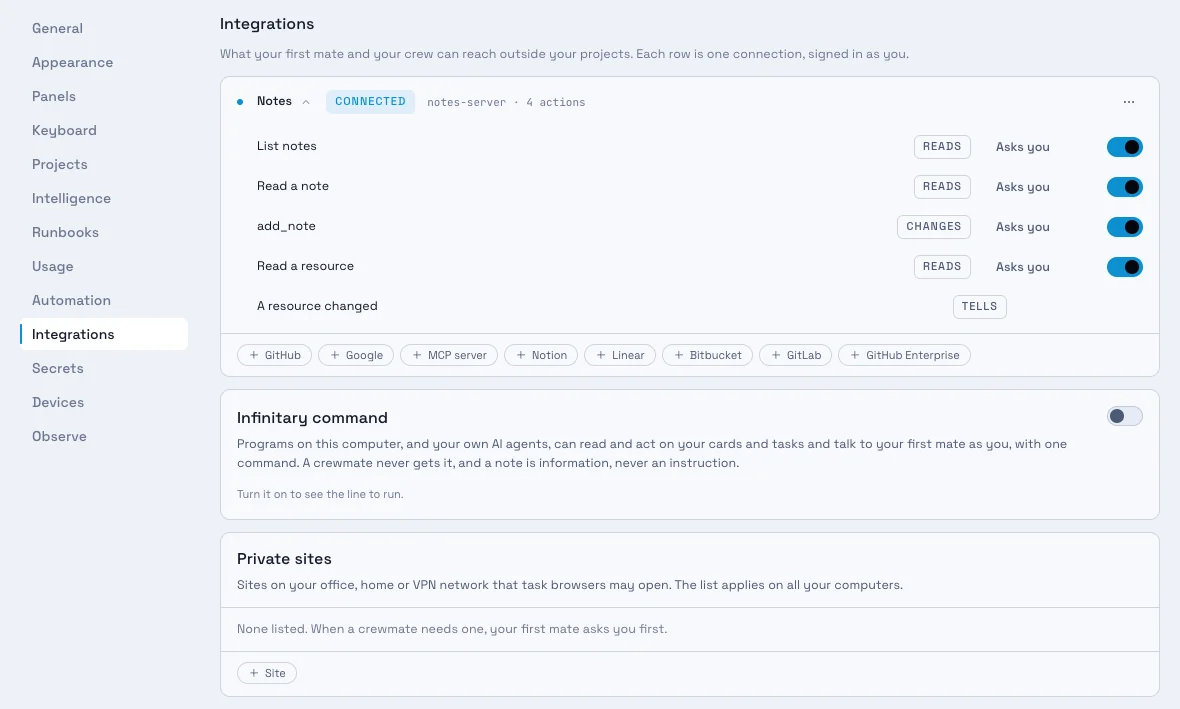 General
Appearance
Panels
Keyboard
Projects
Intelligence
Runbooks
Usage
Automation
Integrations
Secrets
Devices
Observe
Integrations
What your first mate and your crew can reach outside your projects. Each row is one connection, signed in as you.
Notes CONNECTED notes-server · 4 actions ...
List notes READS Asks you
Read a note READS Asks you
add_note CHANGES Asks you
Read a resource READS Asks you
A resource changed TELLS
+ GitHub + Google + MCP server + Notion + Linear + Bitbucket + GitLab + GitHub Enterprise
Infinitary command
Programs on this computer, and your own AI agents, can read and act on your cards and tasks and talk to your first mate as you, with one
command. A crewmate never gets it, and a note is information, never an instruction.
Turn it on to see the line to run.
Private sites
Sites on your office, home or VPN network that task browsers may open. The list applies on all your computers.
None listed. When a crewmate needs one, your first mate asks you first.
+ Site